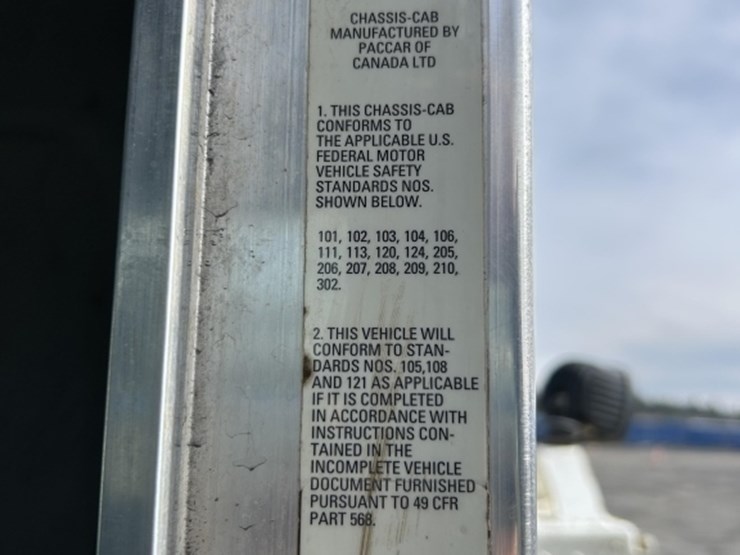 CHASSIS-CAB
MANUFACTURED BY
PACCAR OF
CANADA LTD
1. THIS CHASSIS-CAB
CONFORMS TO
THE APPLICABLE U.S.
FEDERAL MOTOR
VEHICLE SAFETY
STANDARDS NOS.
SHOWN BELOW.
101, 102, 103, 104, 106,
111, 113, 120, 124, 205,
206, 207, 208, 209, 210,
302.
2. THIS VEHICLE WILL
CONFORM TO STAN-
DARDS NOS. 105,108
AND 121 AS APPLICABLE
IF IT IS COMPLETED
IN ACCORDANCE WITH
INSTRUCTIONS CON-
TAINED IN THE
INCOMPLETE VEHICLE
DOCUMENT FURNISHED
PURSUANT TO 49 CFR
PART 568.